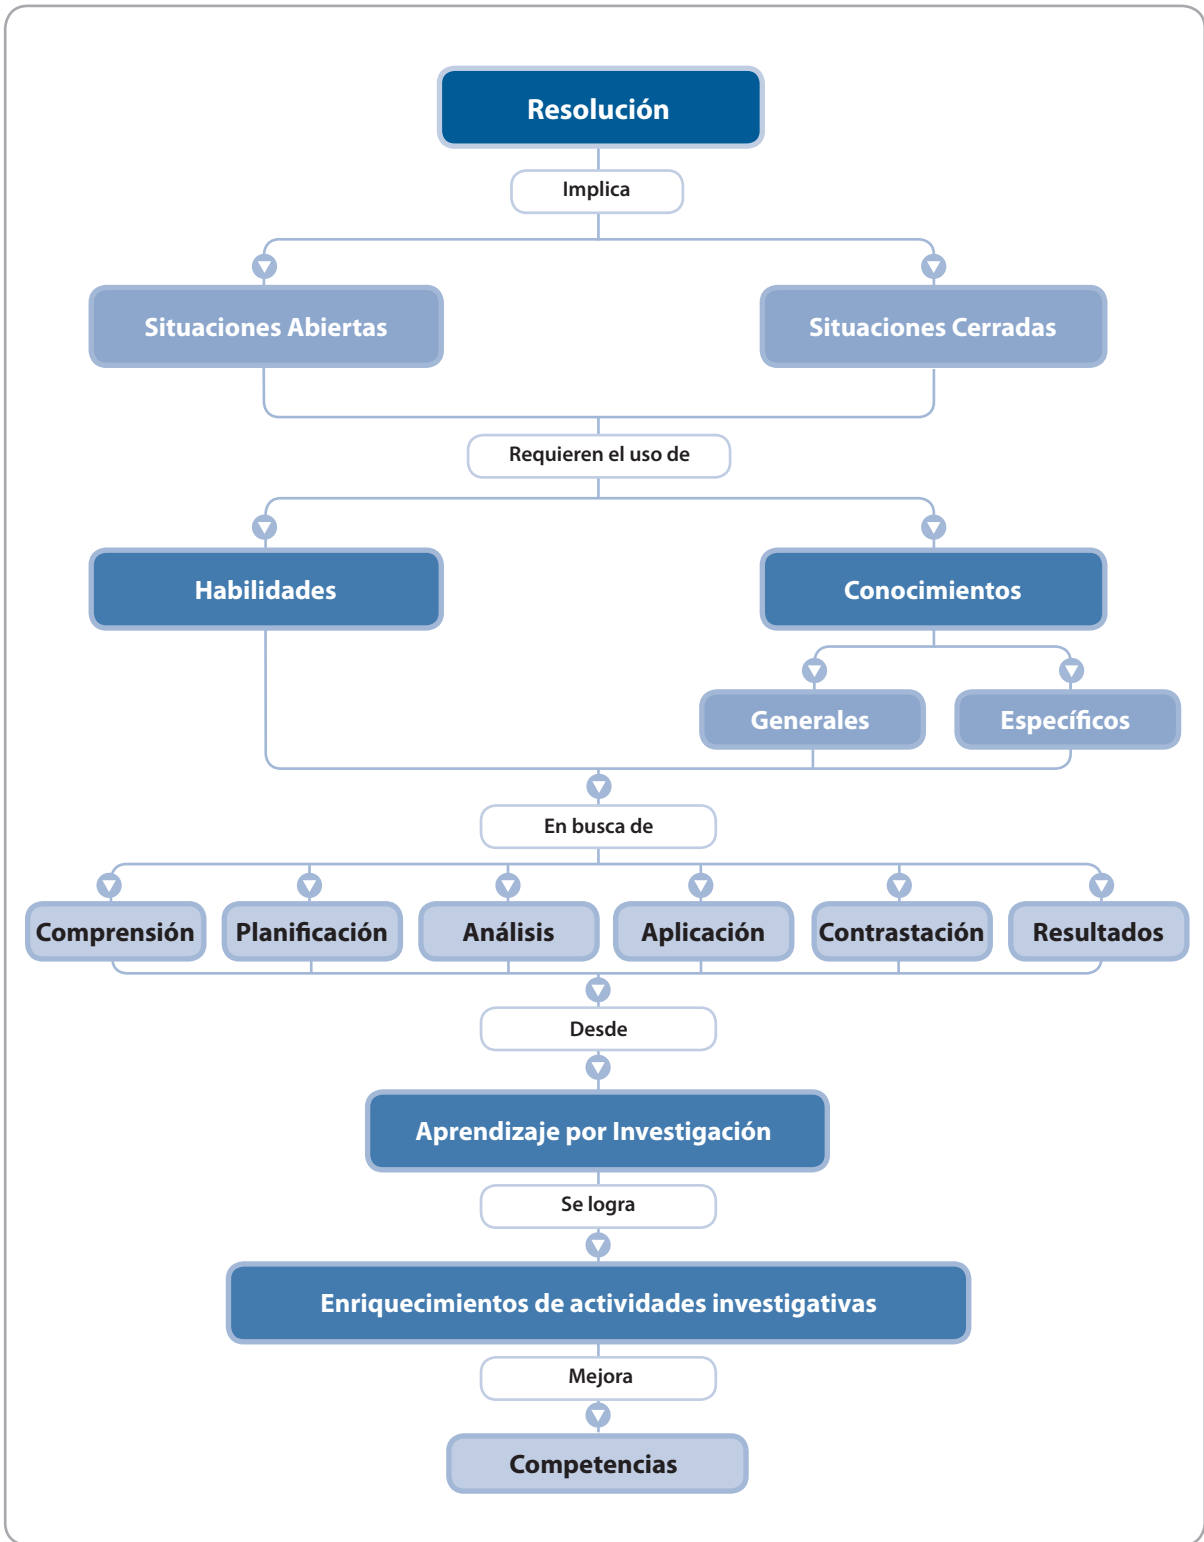 Resolución
Implica
Situaciones Abiertas
Situaciones Cerradas
Requieren el uso de
Habilidades
Conocimientos
Generales
Específicos
En busca de
Comprensión
Planificación
Análisis
Aplicación
Contrastación
Resultados
Desde
Aprendizaje por Investigación
Se logra
Enriquecimientos de actividades investigativas
Mejora
Competencias